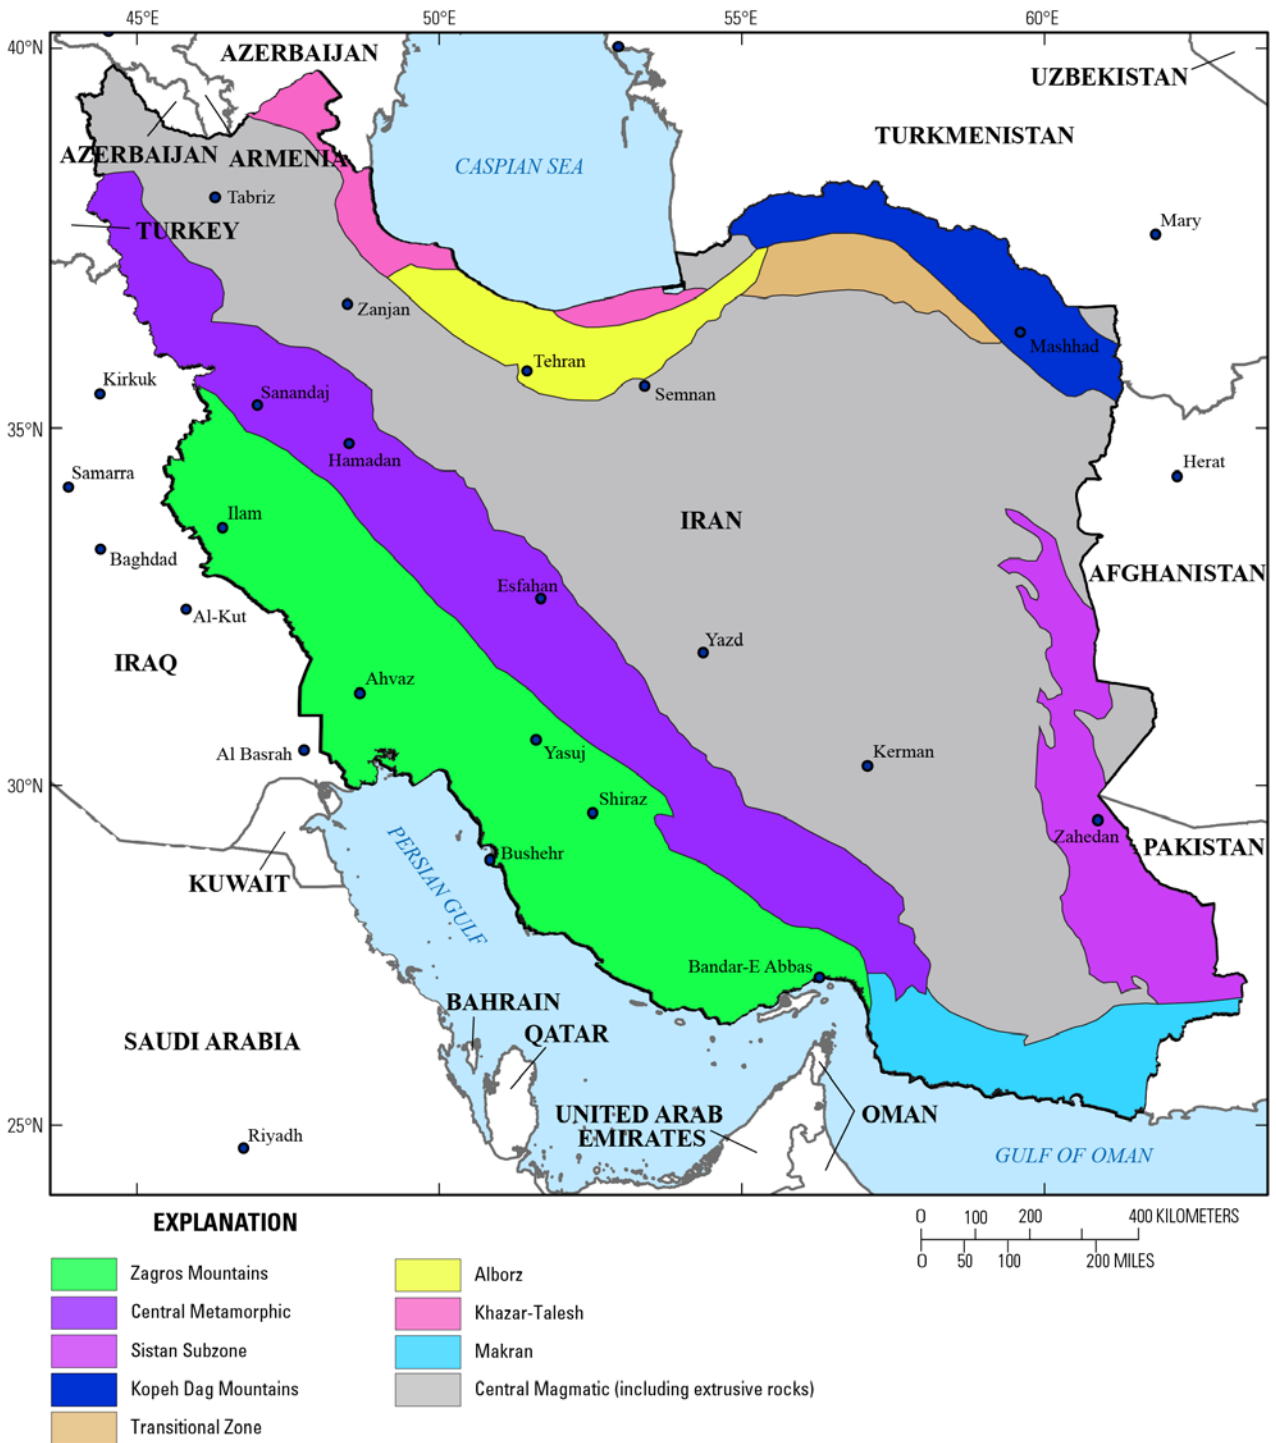 45°E
50°E
55°E
60°E
40°N
AZERBAIJAN
UZBEKISTAN
TURKMENISTAN
AZERBAIJAN
ARMENIA
CASPIAN SEA
Tabriz
TURKEY
Mary
Zanjan
Mashhad
Tehran
Kirkuk
Sanandaj
Semnan
35°N
Hamadan
Samarra
Herat
Ilam
IRAN
Baghdad
AFGHANISTAN
Esfahan
Al-Kut
Yazd
IRAQ
Ahvaz
Al Basrah
Yasuj
Kerman
30°N
Shiraz
Zahedan
PAKISTAN
Bushehr
PERSIAN GULF
KUWAIT
Bandar-E Abbas
BAHRAIN
QATAR
SAUDI ARABIA
UNITED ARAB
EMIRATES
OMAN
25°N
Riyadh
GULF OF OMAN
EXPLANATION
0 100 200 400 KILOMETERS
0 50 100 200 MILES
Zagros Mountains
Central Metamorphic
Sistan Subzone
Kopeh Dag Mountains
Transitional Zone
Alborz
Khazar-Talesh
Makran
Central Magmatic (including extrusive rocks)